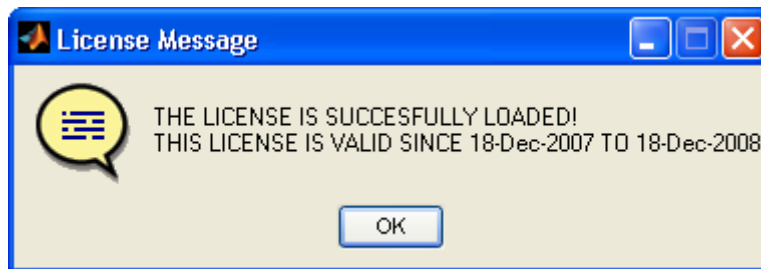 License Message
THE LICENSE IS SUCCESFULLY LOADED!
THIS LICENSE IS VALID SINCE 18-Dec-2007 TO 18-Dec-2008
OK